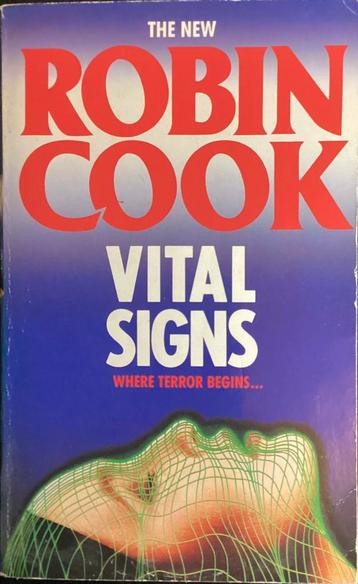 THE NEW
ROBIN
COOK
VITAL
SIGNS
WHERE TERROR BEGINS...